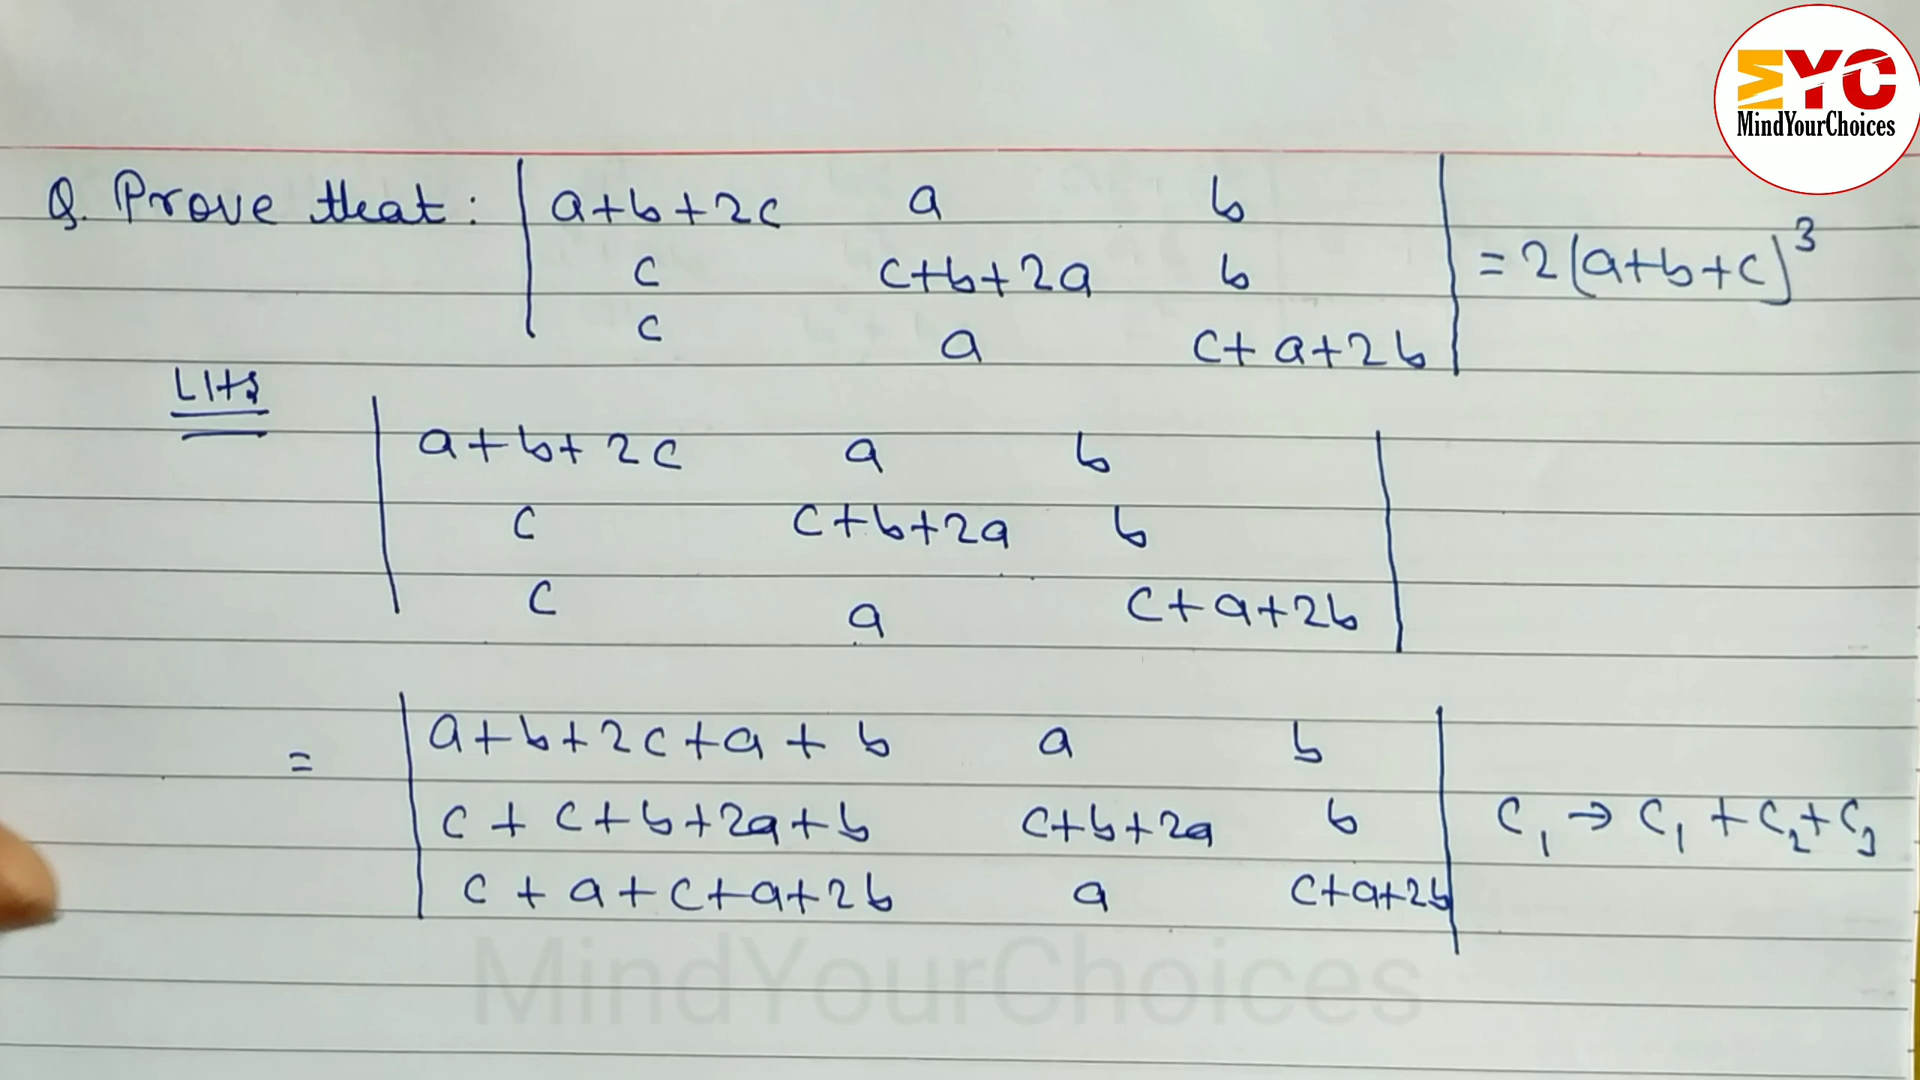 MYC
MindYourChoices
Q. Prove that : | a+b+2c a b |
| c c+b+2a b | = 2(a+b+c)³
| c a c+a+2b |
LHS
| a+b+2c a b |
| c c+b+2a b |
| c a c+a+2b |
= | a+b+2c+a+b a b |
| c+c+b+2a+b c+b+2a b | C₁→C₁+C₂+C₃
| c+a+c+a+2b a c+a+2b |
MindYourChoices